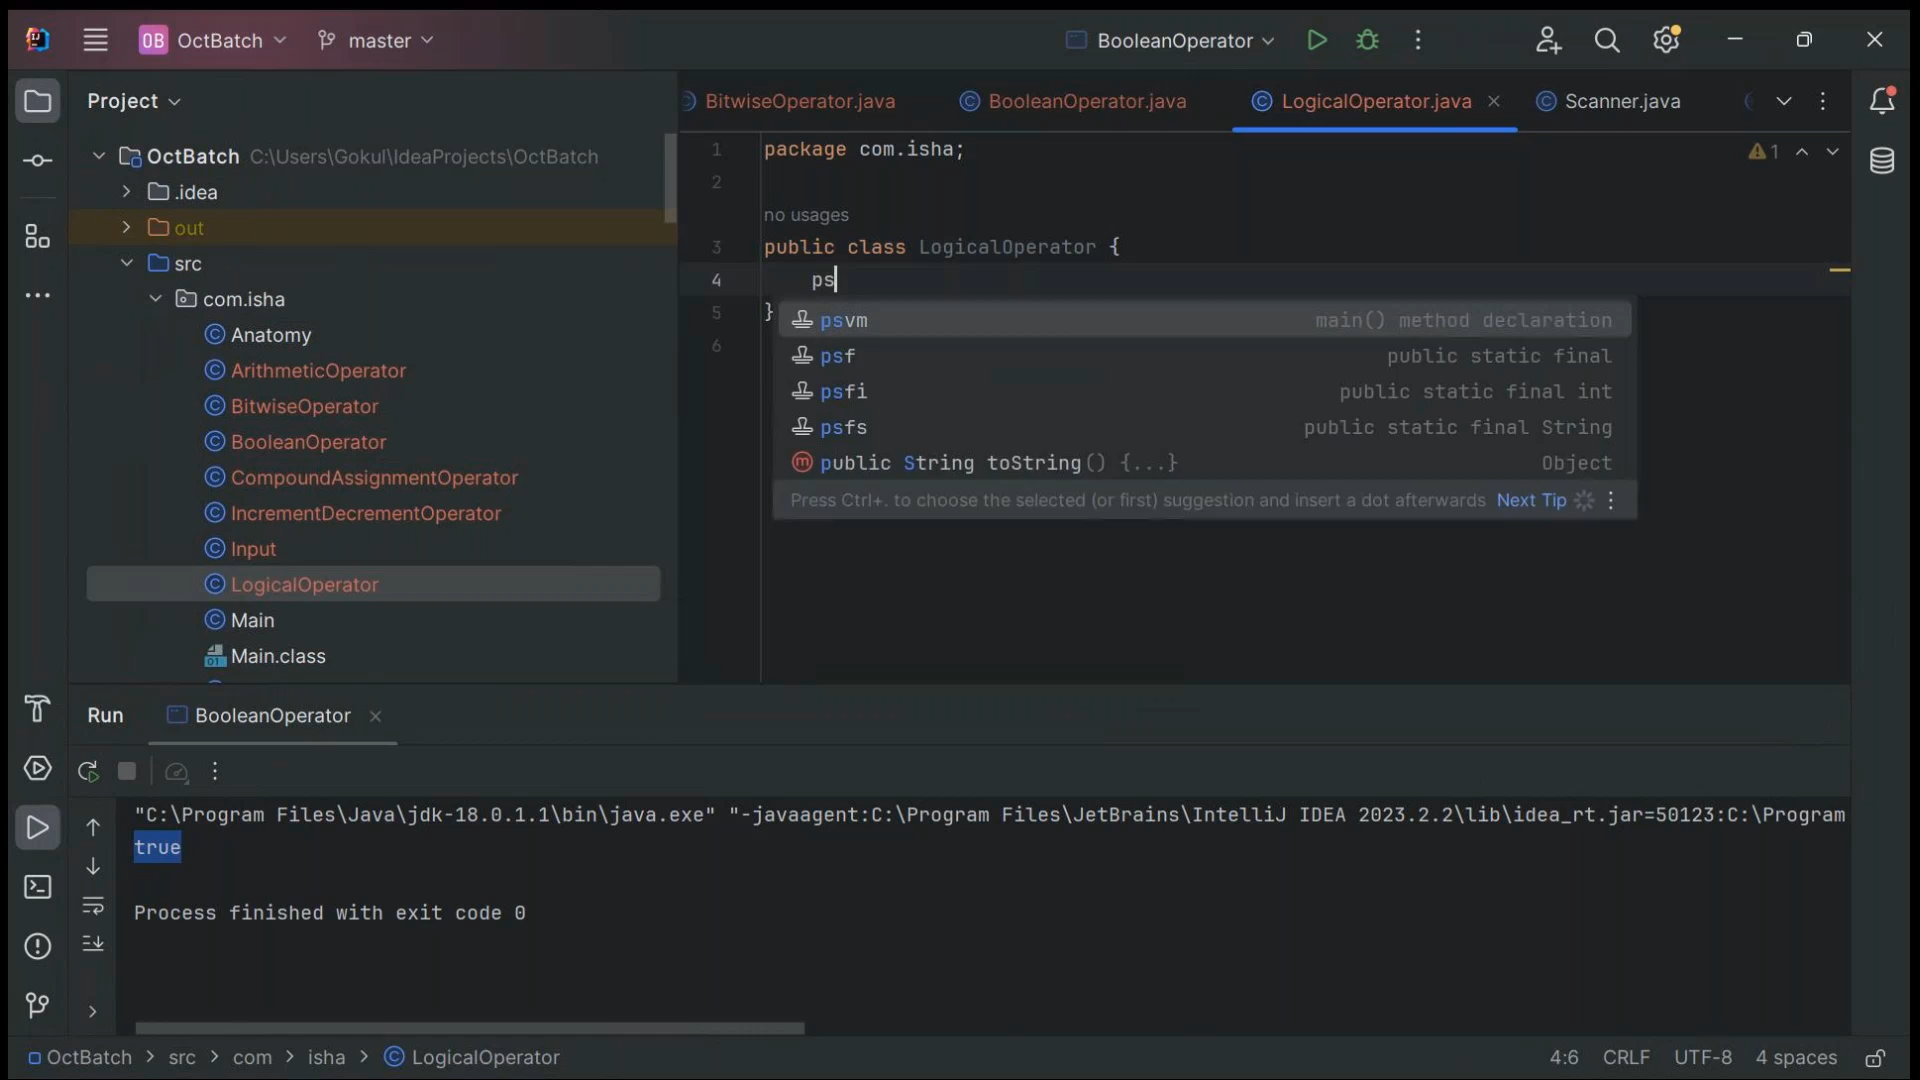 OB OctBatch master BooleanOperator
Project
BitwiseOperator.java BooleanOperator.java LogicalOperator.java Scanner.java
OctBatch C:\Users\Gokul\IdeaProjects\OctBatch
.idea
out
src
com.isha
Anatomy
ArithmeticOperator
BitwiseOperator
BooleanOperator
CompoundAssignmentOperator
IncrementDecrementOperator
Input
LogicalOperator
Main
Main.class
1 package com.isha;
1
2
no usages
3 public class LogicalOperator {
4 ps
5 }
6
psvm main() method declaration
psf public static final
psfi public static final int
psfs public static final String
public String toString() {...} Object
Press Ctrl+. to choose the selected (or first) suggestion and insert a dot afterwards Next Tip
Run BooleanOperator
"C:\Program Files\Java\jdk-18.0.1.1\bin\java.exe" "-javaagent:C:\Program Files\JetBrains\IntelliJ IDEA 2023.2.2\lib\idea_rt.jar=50123:C:\Program
true
Process finished with exit code 0
OctBatch > src > com > isha > LogicalOperator 4:6 CRLF UTF-8 4 spaces